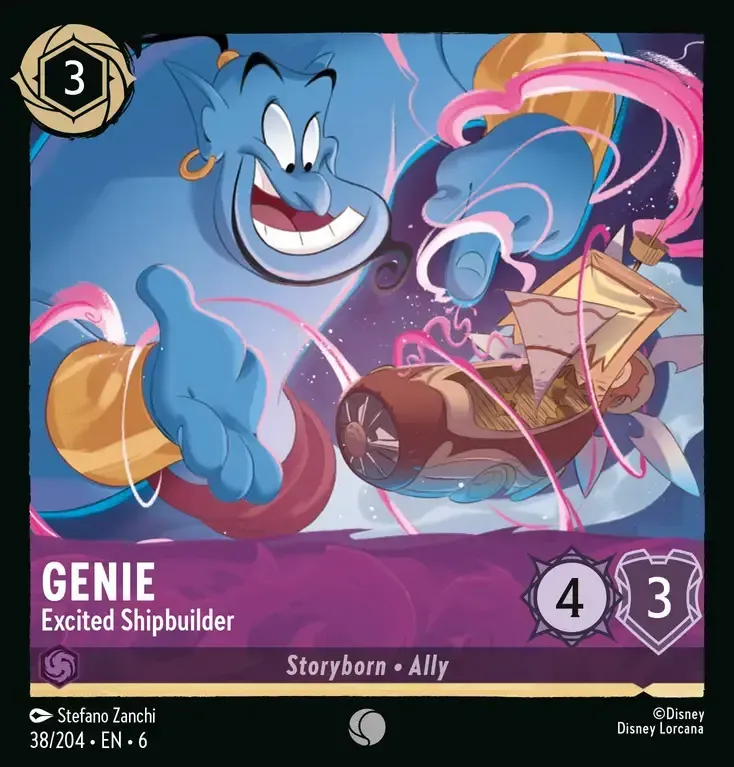 3
GENIE
Excited Shipbuilder
4
3
Storyborn • Ally
Stefano Zanchi
38/204 • EN • 6
©Disney
Disney Lorcana